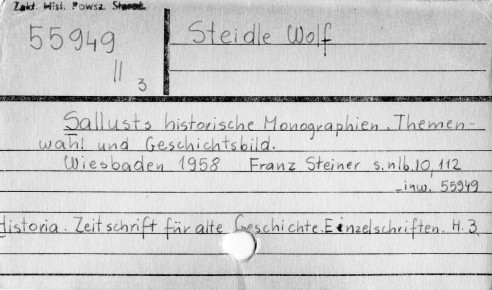 Zakł. Hist. Powsz. Staroż.
55949
II
3
Steidle Wolf
Sallusts historische Monographien. Themen-
wahl und Geschichtsbild.
Wiesbaden 1958 Franz Steiner s.nlb.10, 112
inw. 55949
Historia. Zeitschrift für alte Geschichte. Einzelschriften. H. 3.